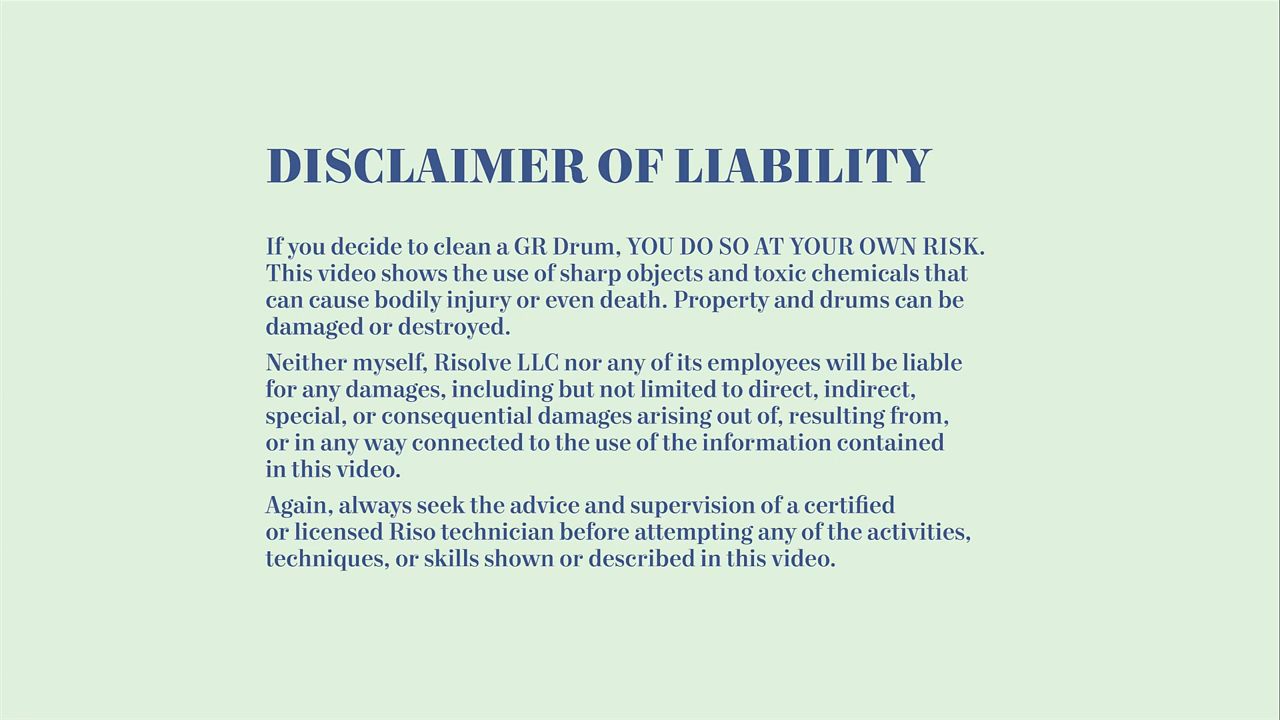 DISCLAIMER OF LIABILITY
If you decide to clean a GR Drum, YOU DO SO AT YOUR OWN RISK.
This video shows the use of sharp objects and toxic chemicals that
can cause bodily injury or even death. Property and drums can be
damaged or destroyed.
Neither myself, Risolve LLC nor any of its employees will be liable
for any damages, including but not limited to direct, indirect,
special, or consequential damages arising out of, resulting from,
or in any way connected to the use of the information contained
in this video.
Again, always seek the advice and supervision of a certified
or licensed Riso technician before attempting any of the activities,
techniques, or skills shown or described in this video.